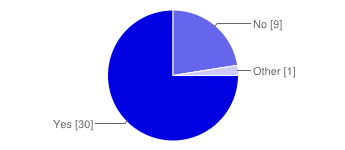 No [9]
Other [1]
Yes [30]